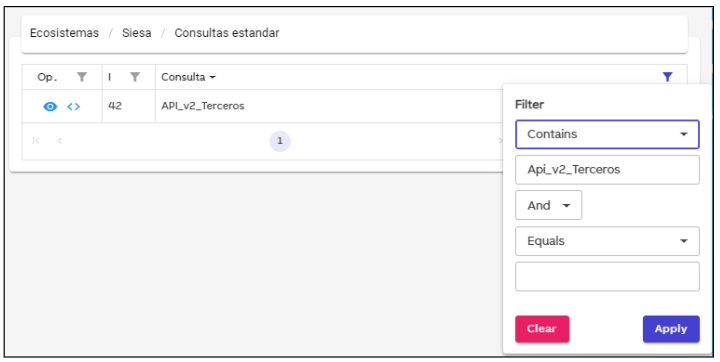 Ecosistemas / Siesa / Consultas estandar
Op. I Consulta
42 API_v2_Terceros
1
Filter
Contains
Api_v2_Terceros
And
Equals
Clear Apply